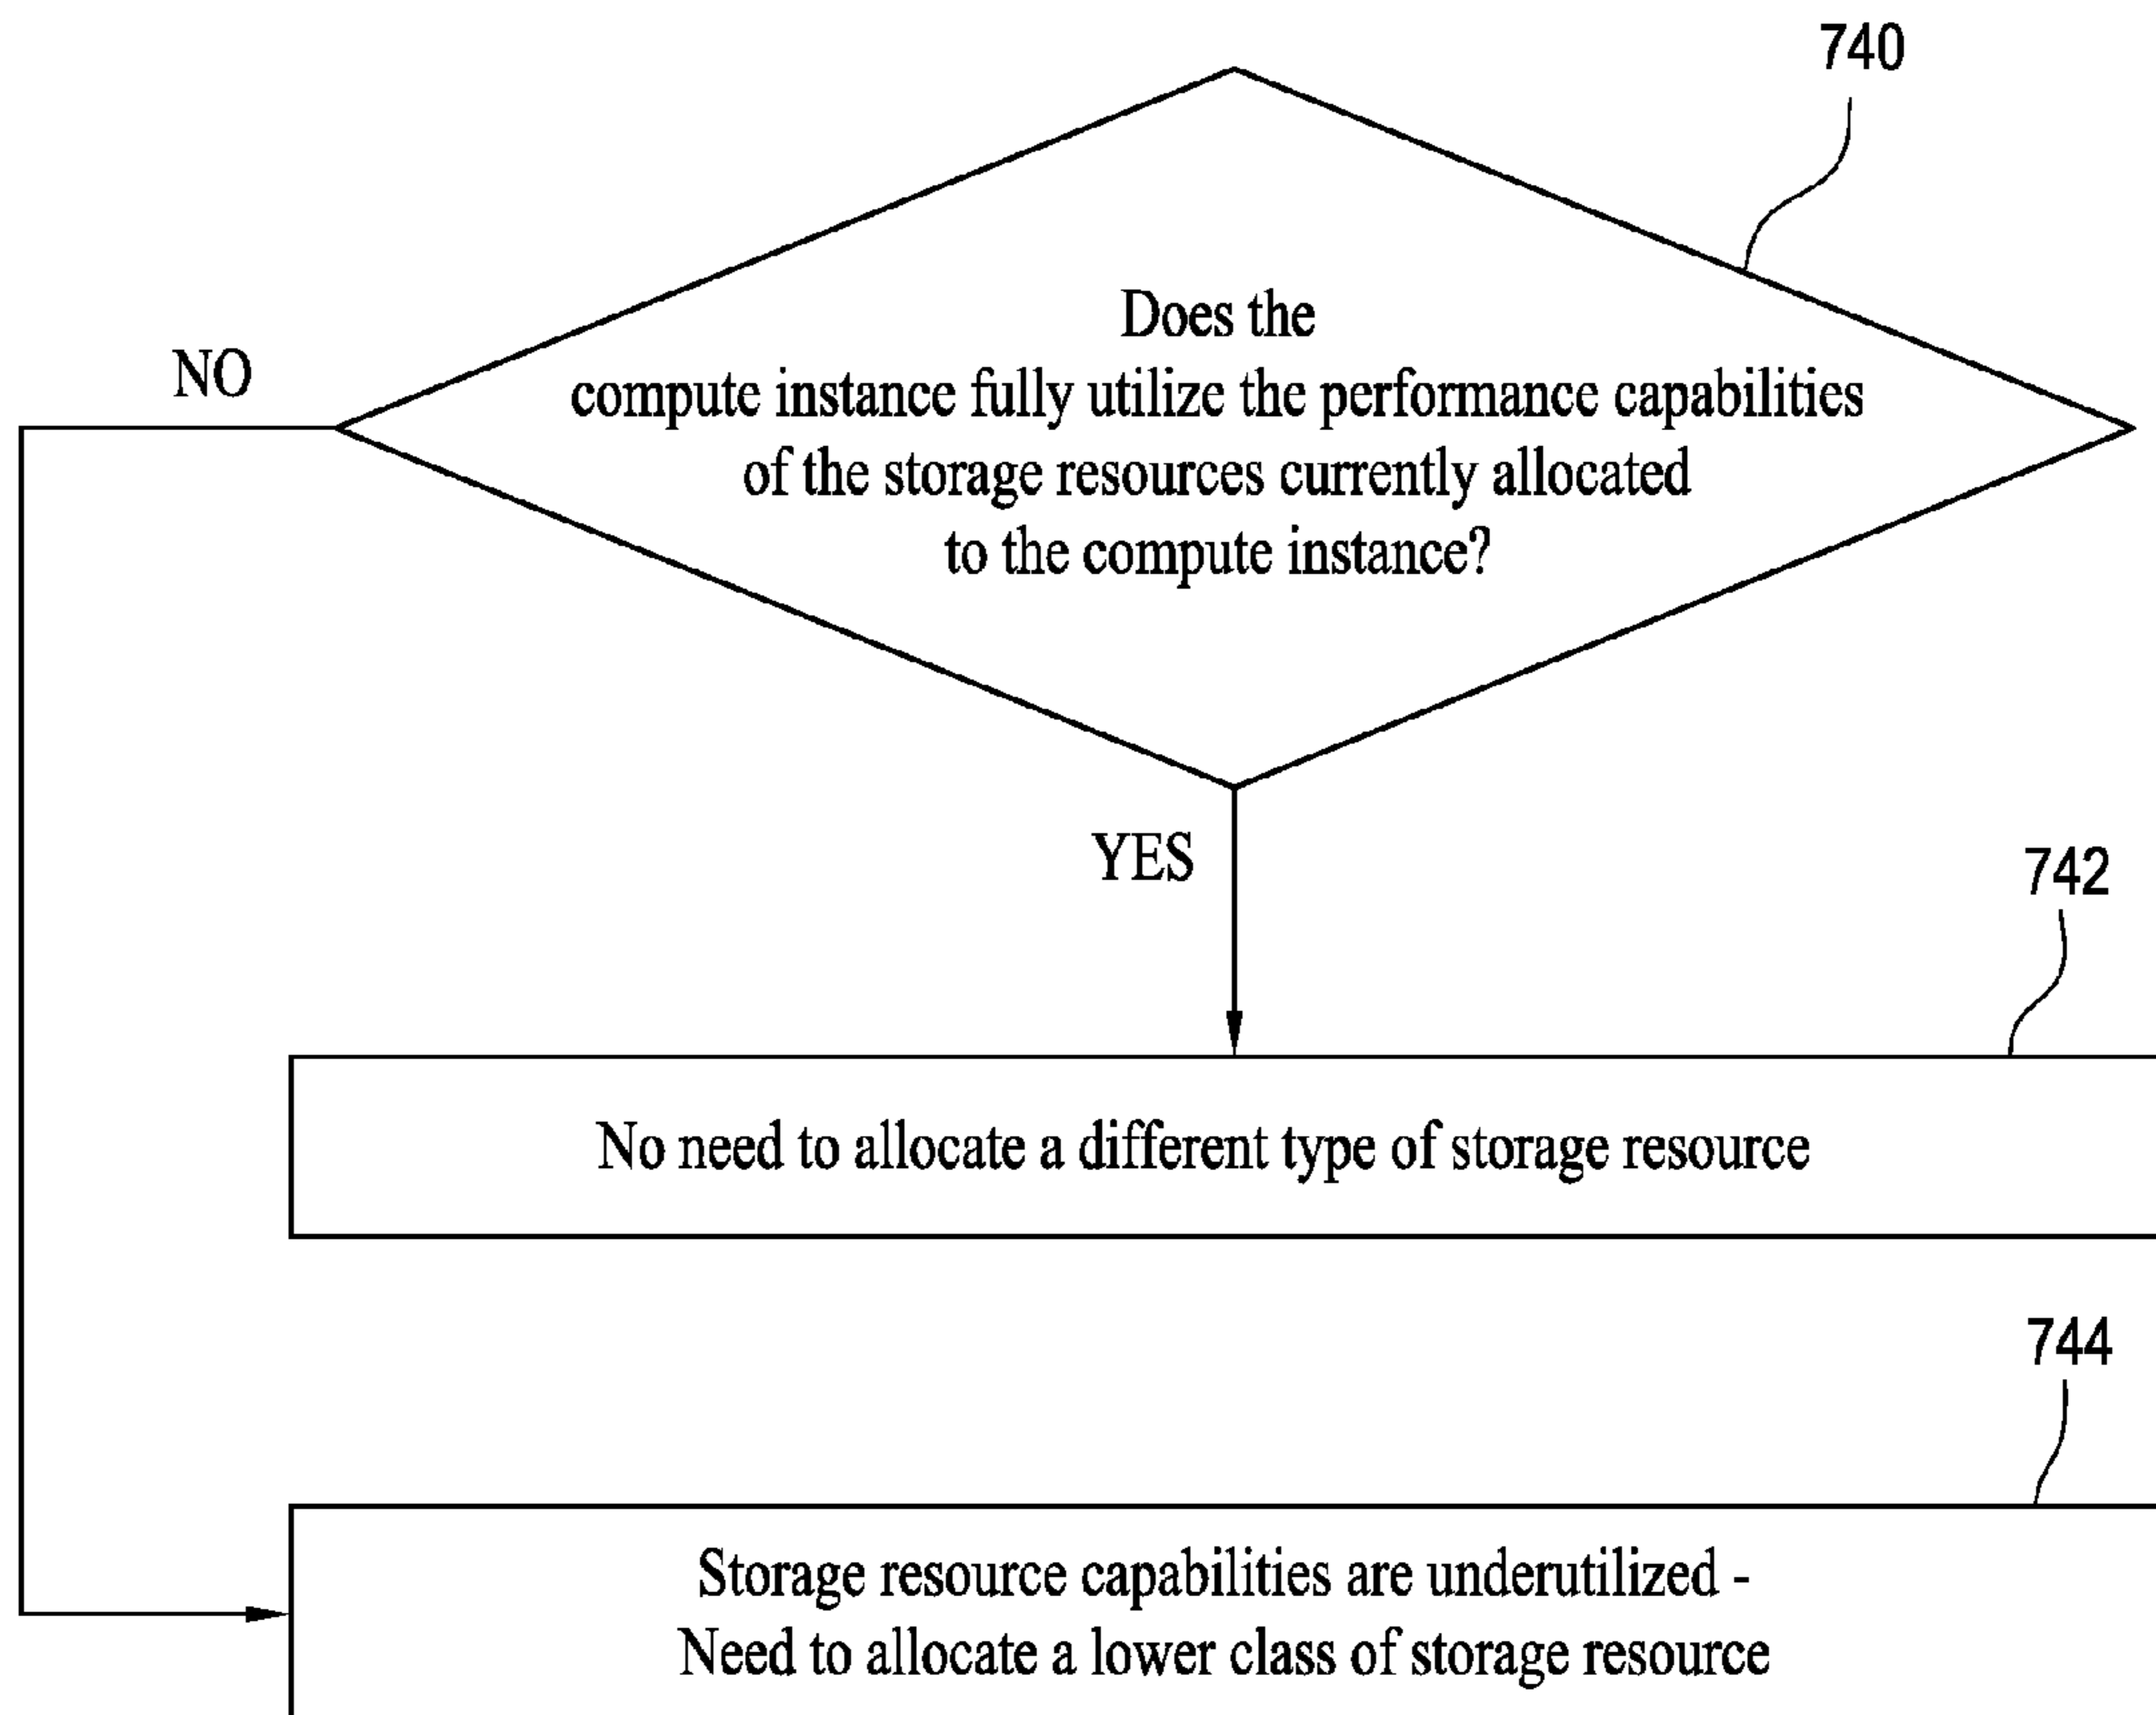 740
Does the
compute instance fully utilize the performance capabilities
of the storage resources currently allocated
to the compute instance?
NO
YES
742
No need to allocate a different type of storage resource
744
Storage resource capabilities are underutilized -
Need to allocate a lower class of storage resource